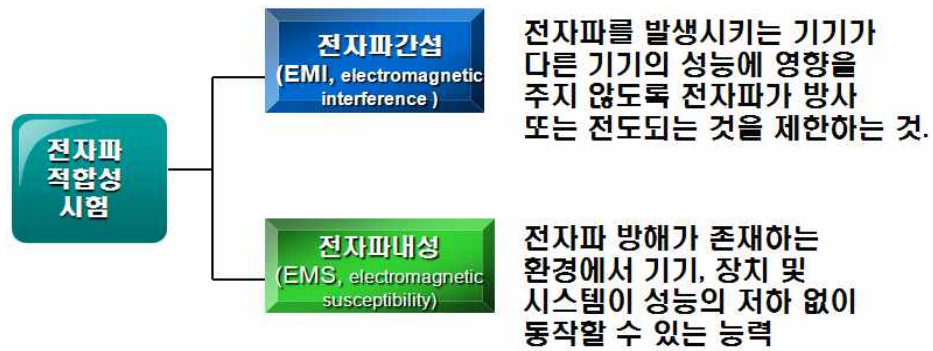 전자파
적합성
시험
전자파간섭
(EMI, electromagnetic
interference )
전자파를 발생시키는 기기가
다른 기기의 성능에 영향을
주지 않도록 전자파가 방사
또는 전도되는 것을 제한하는 것.
전자파내성
(EMS, electromagnetic
susceptibility)
전자파 방해가 존재하는
환경에서 기기, 장치 및
시스템이 성능의 저하 없이
동작할 수 있는 능력